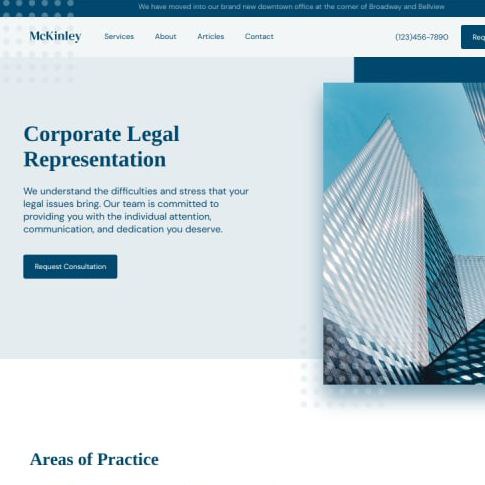 We have moved into our brand new downtown office at the corner of Broadway and Bellview
McKinley Services About Articles Contact (123)456-7890 Req
Corporate Legal
Representation
We understand the difficulties and stress that your
legal issues bring. Our team is committed to
providing you with the individual attention,
communication, and dedication you deserve.
Request Consultation
Areas of Practice